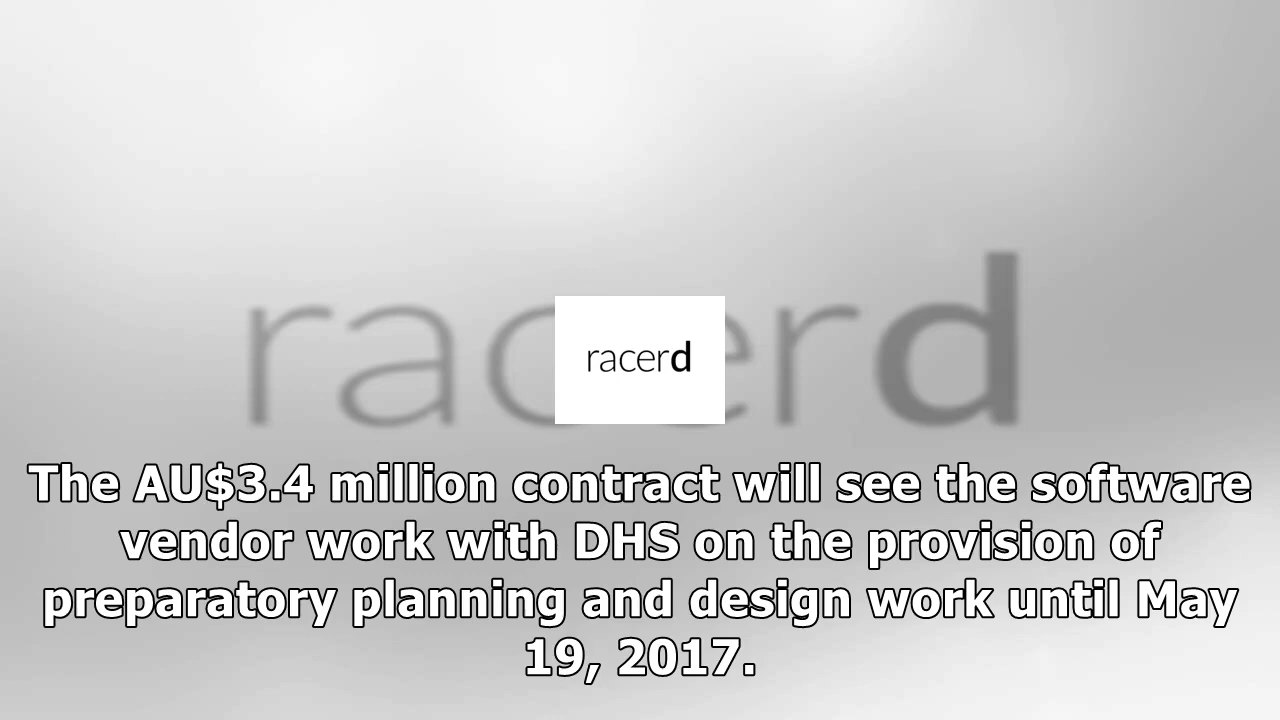 racerd
racerd
The AU$3.4 million contract will see the software
vendor work with DHS on the provision of
preparatory planning and design work until May
19, 2017.